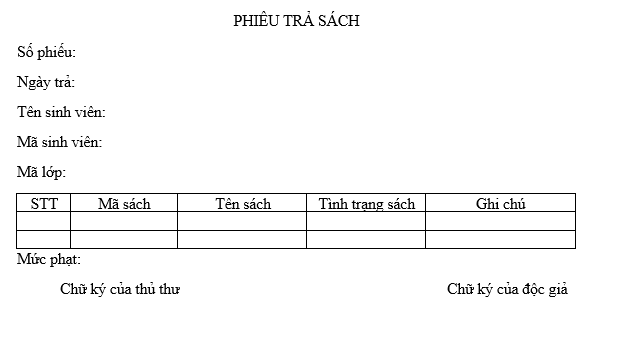 PHIẾU TRẢ SÁCH
Số phiếu:
Ngày trả:
Tên sinh viên:
Mã sinh viên:
Mã lớp:
STT Mã sách Tên sách Tình trạng sách Ghi chú
Mức phạt:
Chữ ký của thủ thư Chữ ký của độc giả